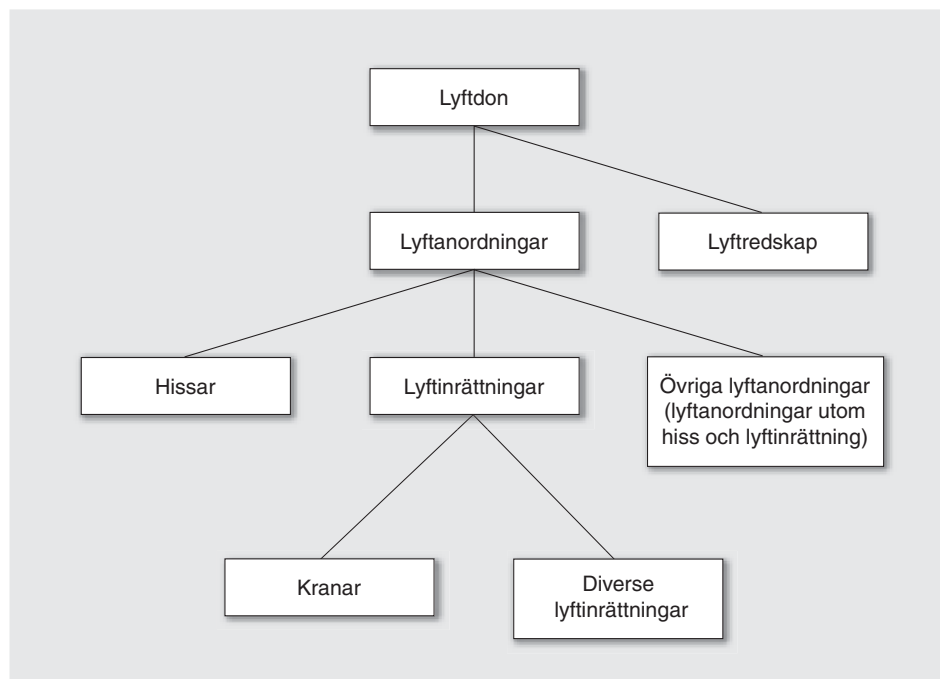 Lyftdon
Lyftanordningar
Lyftredskap
Hissar
Lyftinrättningar
Övriga lyftanordningar
(lyftanordningar utom
hiss och lyftinrättning)
Kranar
Diverse
lyftinrättningar